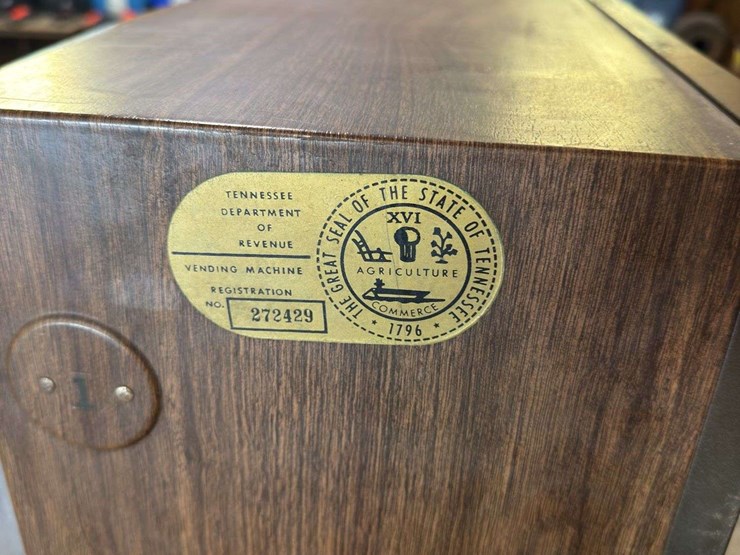 TENNESSEE
DEPARTMENT
OF
REVENUE
VENDING MACHINE
REGISTRATION
NO. 272429
THE GREAT SEAL OF THE STATE OF TENNESSEE
XVI
AGRICULTURE
COMMERCE
* 1796 *
1